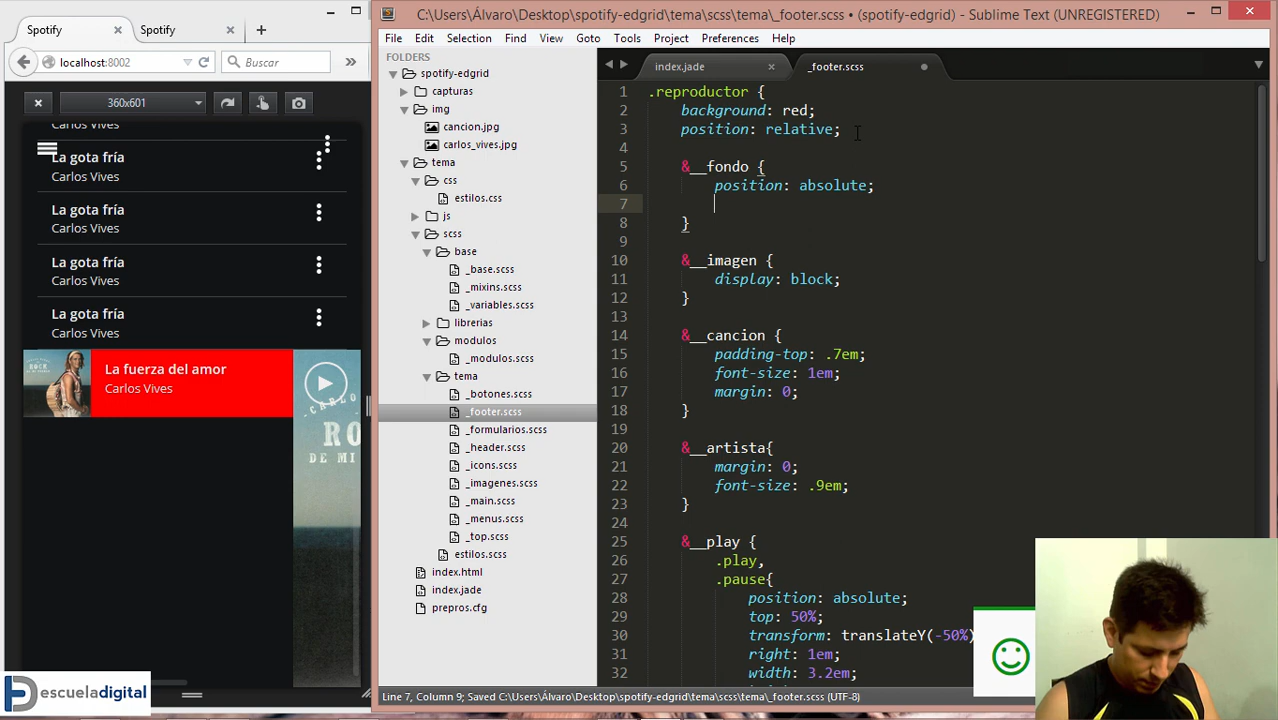 Spotify
Spotify
localhost:8002
Buscar
360x601
Carlos Vives
La gota fría
Carlos Vives
La gota fría
Carlos Vives
La gota fría
Carlos Vives
La gota fría
Carlos Vives
La fuerza del amor
Carlos Vives
escueladigital
C:\Users\Álvaro\Desktop\spotify-edgrid\tema\scss\tema\_footer.scss • (spotify-edgrid) - Sublime Text (UNREGISTERED)
File Edit Selection Find View Goto Tools Project Preferences Help
FOLDERS
spotify-edgrid
capturas
img
cancion.jpg
carlos_vives.jpg
tema
css
estilos.css
js
scss
base
_base.scss
_mixins.scss
_variables.scss
librerias
modulos
_modulos.scss
tema
_botones.scss
_footer.scss
_formularios.scss
_header.scss
_icons.scss
_imagenes.scss
_main.scss
_menus.scss
_top.scss
estilos.scss
index.html
index.jade
prepros.cfg
index.jade
_footer.scss
1 .reproductor {
2 background: red;
3 position: relative;
4
5 &__fondo {
6 position: absolute;
7
8 }
9
10 &__imagen {
11 display: block;
12 }
13
14 &__cancion {
15 padding-top: .7em;
16 font-size: 1em;
17 margin: 0;
18 }
19
20 &__artista{
21 margin: 0;
22 font-size: .9em;
23 }
24
25 &__play {
26 .play,
27 .pause{
28 position: absolute;
29 top: 50%;
30 transform: translateY(-50%)
31 right: 1em;
32 width: 3.2em;
Line 7, Column 9; Saved C:\Users\Álvaro\Desktop\spotify-edgrid\tema\scss\tema\_footer.scss (UTF-8)